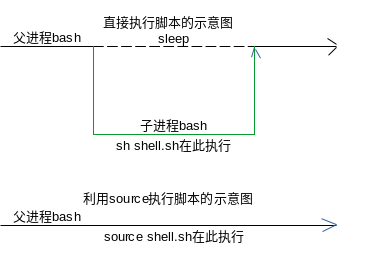 直接执行脚本的示意图
父进程bash
sleep
子进程bash
sh shell.sh在此执行
利用source执行脚本的示意图
父进程bash
source shell.sh在此执行